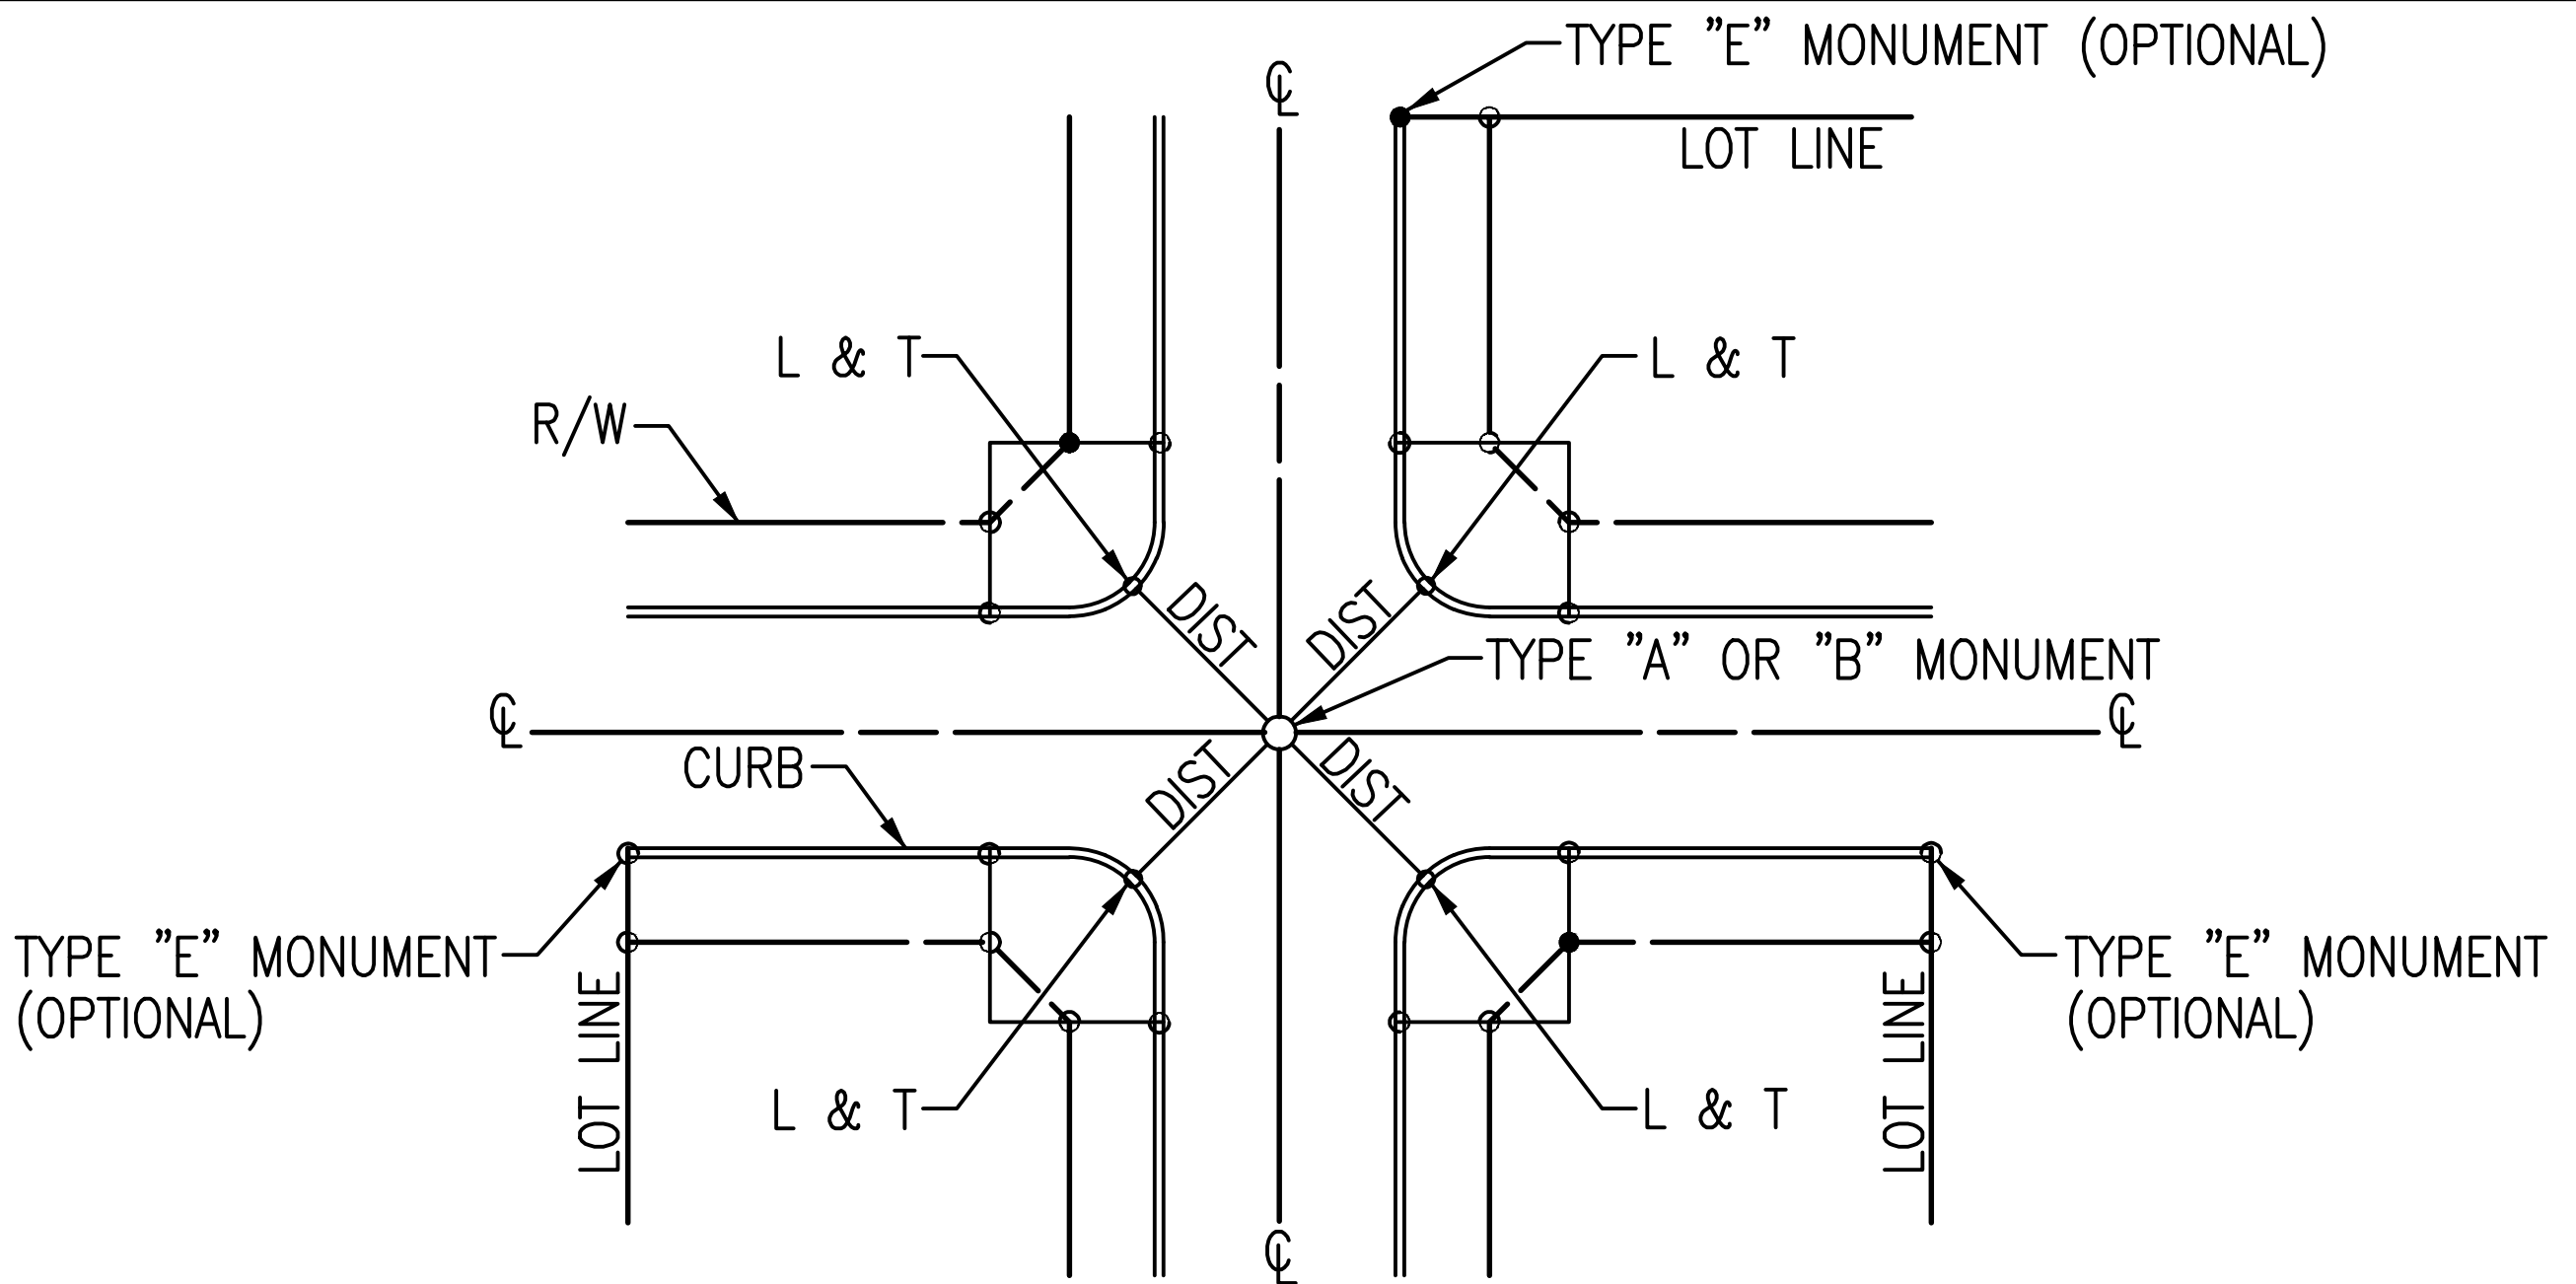 TYPE "E" MONUMENT (OPTIONAL)
℄
LOT LINE
L & T
L & T
R/W
DIST
DIST
TYPE "A" OR "B" MONUMENT
℄
℄
CURB
DIST
DIST
TYPE "E" MONUMENT
(OPTIONAL)
LOT LINE
LOT LINE
TYPE "E" MONUMENT
(OPTIONAL)
L & T
L & T
℄